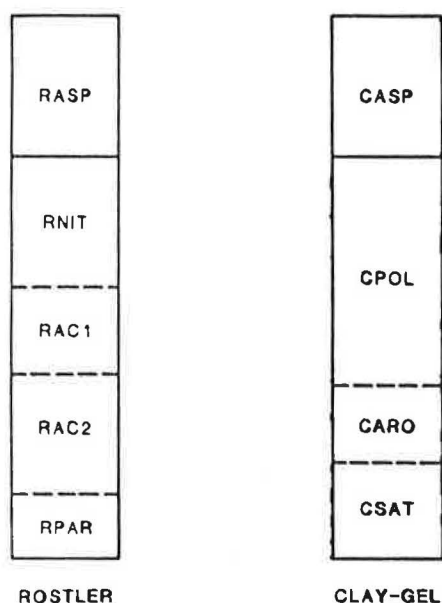 RASP
RNIT
RAC1
RAC2
RPAR
ROSTLER
CASP
CPOL
CARO
CSAT
CLAY-GEL